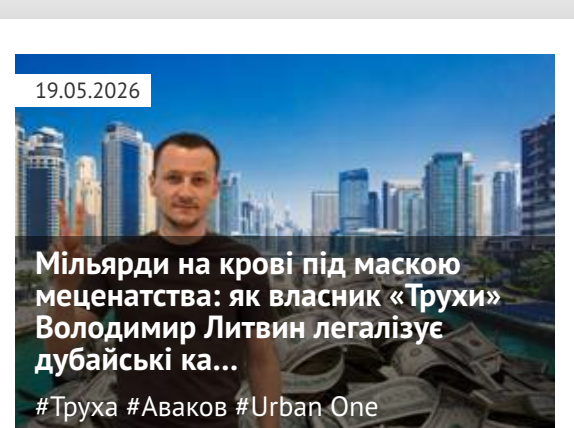 19.05.2026
Мільярди на крові під маскою
меценатства: як власник «Трухи»
Володимир Литвин легалізує
дубайські ка...
#Труха #Аваков #Urban One